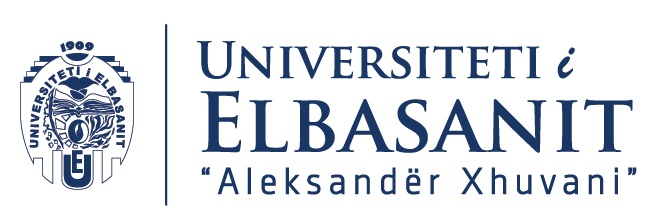 1909
UNIVERSITETI i ELBASANIT
UE
UNIVERSITETI i
ELBASANIT
“Aleksandër Xhuvani”